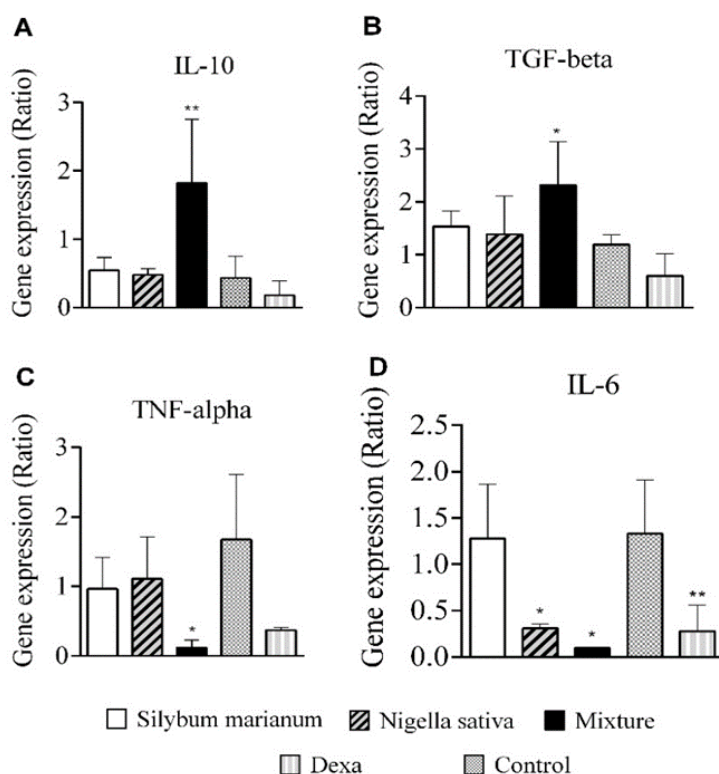 A
IL-10
Gene expression (Ratio)
3
2
1
0
**
B
TGF-beta
Gene expression (Ratio)
4
3
2
1
0
*
C
TNF-alpha
Gene expression (Ratio)
3
2
1
0
*
D
IL-6
Gene expression (Ratio)
2.5
2.0
1.5
1.0
0.5
0.0
*
*
**
Silybum marianum Nigella sativa Mixture
Dexa Control